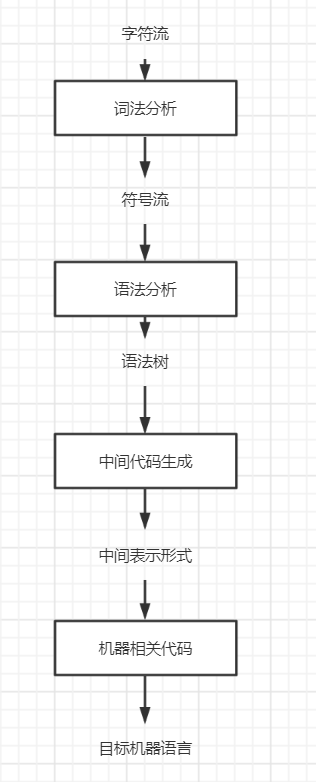 字符流
词法分析
符号流
语法分析
语法树
中间代码生成
中间表示形式
机器相关代码
目标机器语言